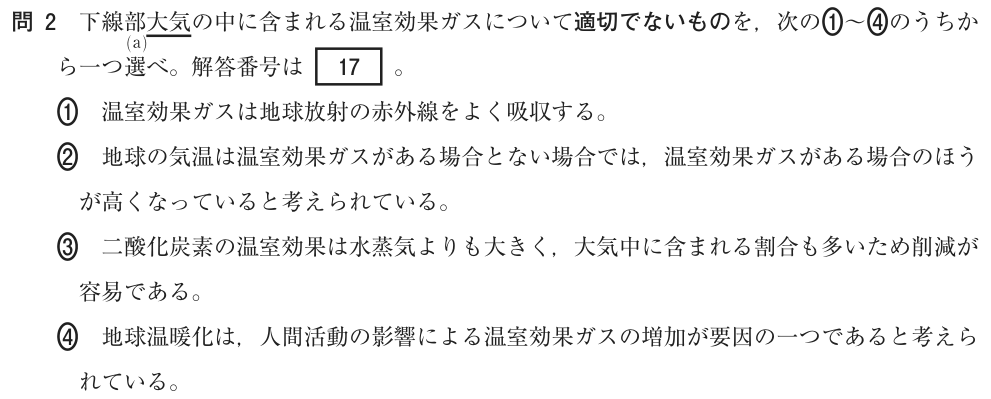 問 2 下線部大気の中に含まれる温室効果ガスについて適切でないものを，次の①～④のうちか
(a)
ら一つ選べ。解答番号は 17 。
① 温室効果ガスは地球放射の赤外線をよく吸収する。
② 地球の気温は温室効果ガスがある場合とない場合では，温室効果ガスがある場合のほう
が高くなっていると考えられている。
③ 二酸化炭素の温室効果は水蒸気よりも大きく，大気中に含まれる割合も多いため削減が
容易である。
④ 地球温暖化は，人間活動の影響による温室効果ガスの増加が要因の一つであると考えら
れている。